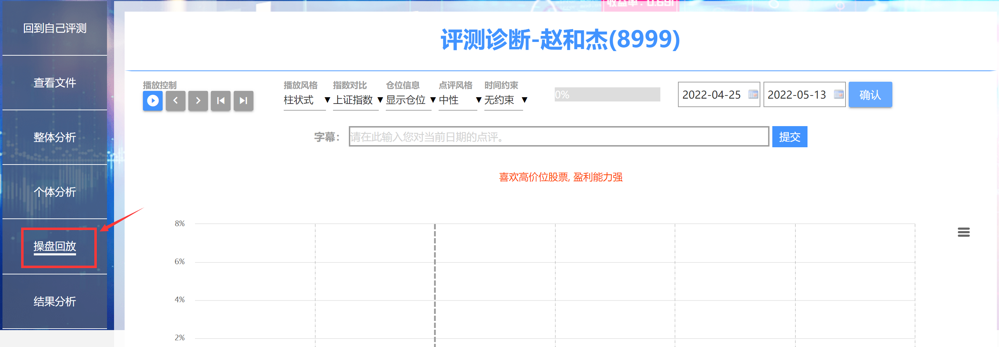 收益率：0.691
回到自己评测
查看文件
整体分析
个体分析
操盘回放
结果分析
评测诊断-赵和杰(8999)
播放控制
播放风格 指数对比 仓位信息 点评风格 时间约束
柱状式 ▼ 上证指数 ▼ 显示仓位 ▼ 中性 ▼ 无约束 ▼
0%
2022-04-25 2022-05-13 确认
字幕： 请在此输入您对当前日期的点评。 提交
喜欢高价位股票, 盈利能力强
8%
6%
4%
2%